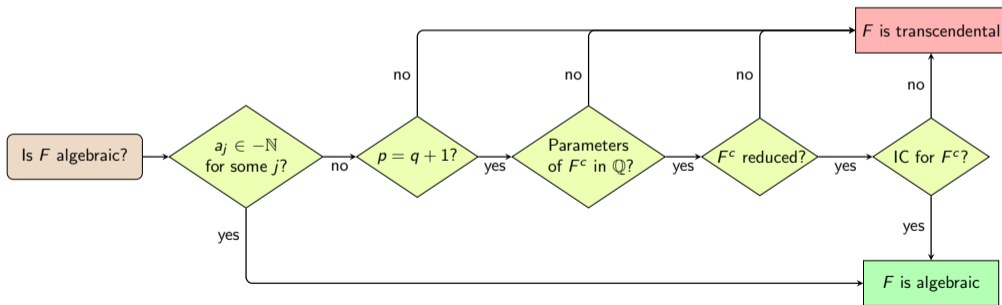 F is transcendental
no
no
no
no
Is F algebraic?
a_j ∈ −ℕ
for some j?
no
p = q + 1?
yes
Parameters
of F^c in ℚ?
yes
F^c reduced?
yes
IC for F^c?
yes
yes
F is algebraic